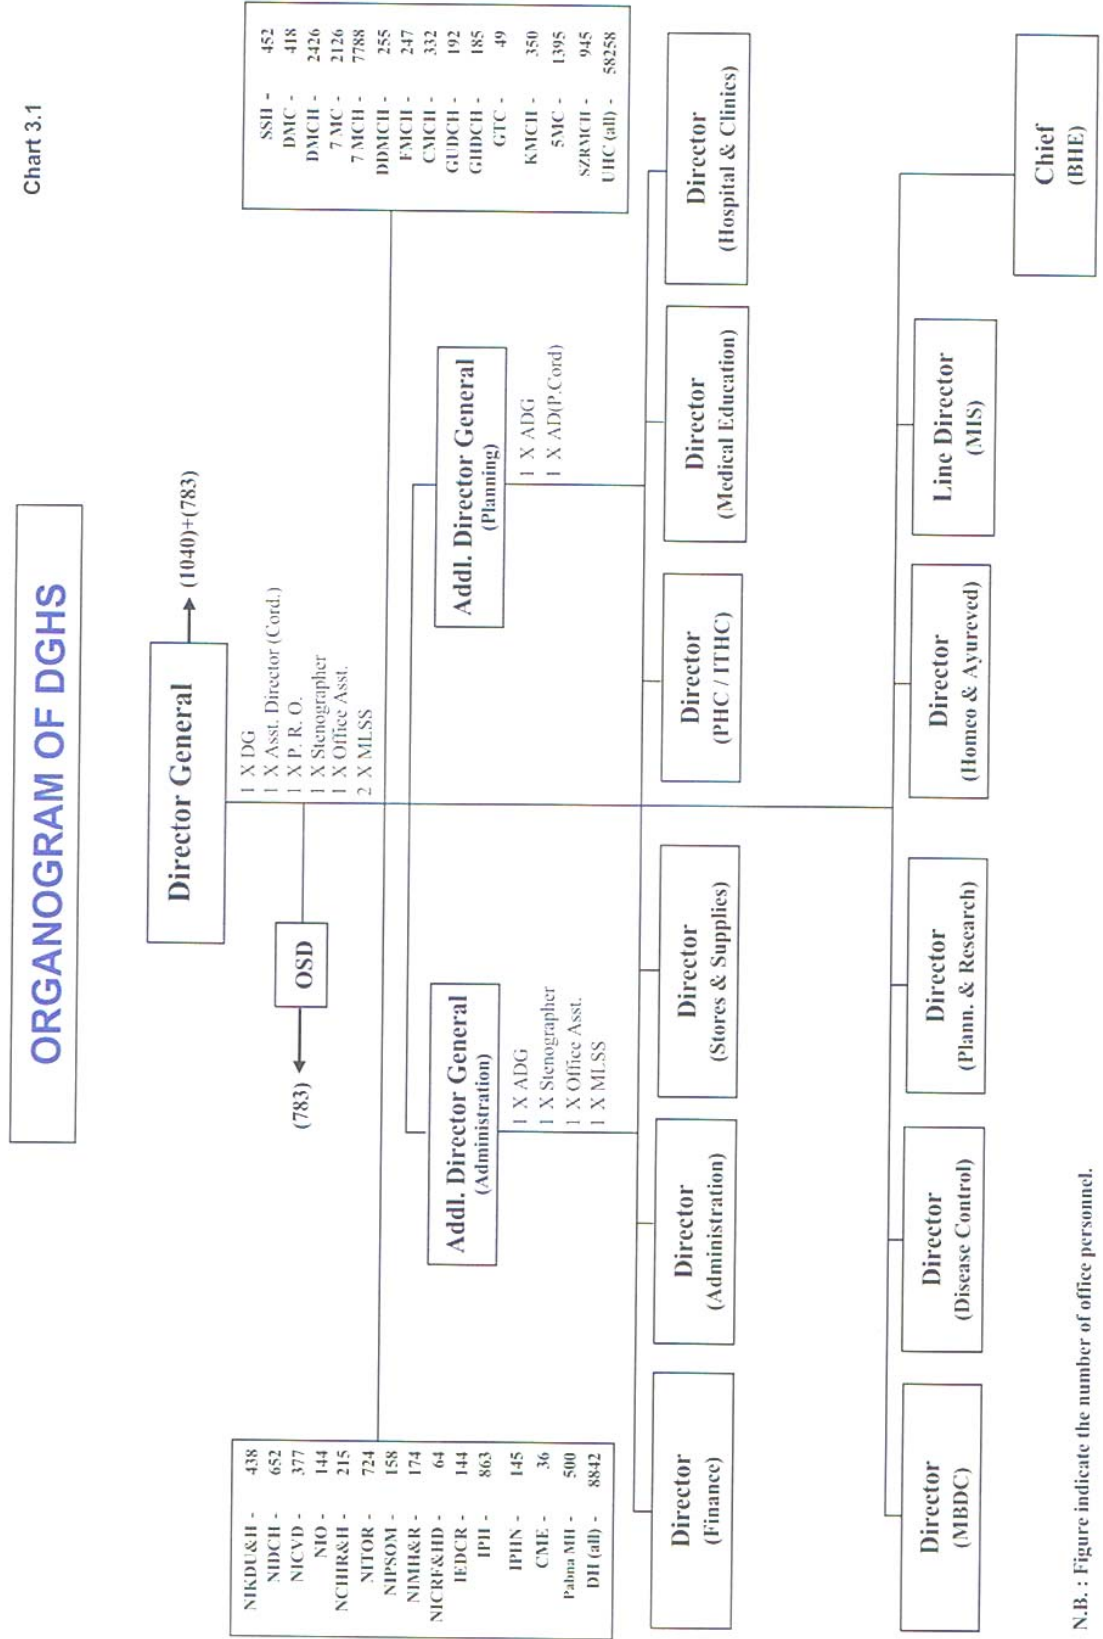 Chart 3.1
ORGANOGRAM OF DGHS
Director General
(1040)+(783)
1 X DG
1 X Asst. Director (Cord.)
1 X P. R. O.
1 X Stenographer
1 X Office Asst.
2 X MLSS
OSD
(783)
NIKDU&H - 438
NIDCH - 652
NICVD - 377
NIO - 144
NCHIR&H - 215
NITOR - 724
NIPSOM - 158
NIMH&R - 174
NICRF&HD - 64
IEDCR - 144
IPH - 863
IPHN - 145
CME - 36
Pabna MH - 500
DH (all) - 8842
SSH - 452
DMC - 418
DMCH - 2426
7 MC - 2126
7 MCH - 7788
DDMCH - 255
FMCH - 247
CMCH - 332
GUDCH - 192
GHDCH - 185
GTC - 49
KMCH - 350
5MC - 1395
SZRMCH - 945
UHC (all) - 58258
Addl. Director General
(Administration)
1 X ADG
1 X Stenographer
1 X Office Asst.
1 X MLSS
Addl. Director General
(Planning)
1 X ADG
1 X AD(P.Cord)
Director
(Finance)
Director
(Administration)
Director
(Stores & Supplies)
Director
(PHC / ITHC)
Director
(Medical Education)
Director
(Hospital & Clinics)
Director
(MBDC)
Director
(Disease Control)
Director
(Plann. & Research)
Director
(Homeo & Ayureved)
Line Director
(MIS)
Chief
(BHE)
N.B. : Figure indicate the number of office personnel.